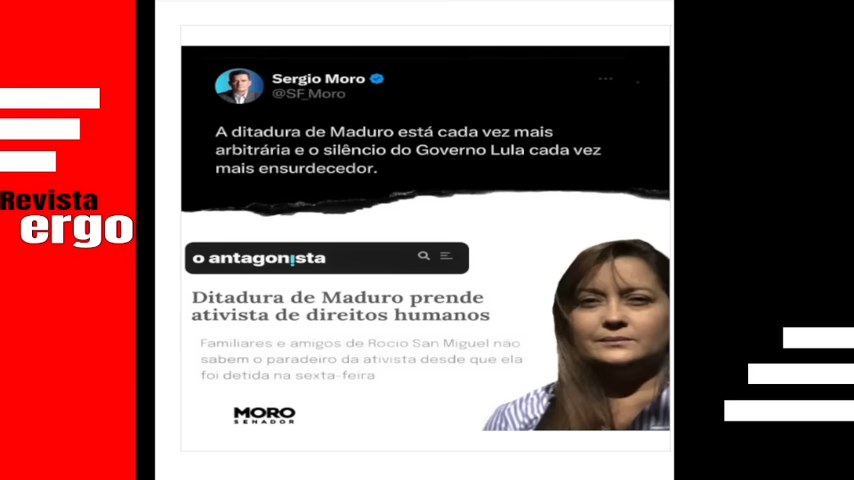 Revista
ergo
Sergio Moro
@SF_Moro
A ditadura de Maduro está cada vez mais
arbitrária e o silêncio do Governo Lula cada vez
mais ensurdecedor.
o antagonista
Ditadura de Maduro prende
ativista de direitos humanos
Familiares e amigos de Rocio San Miguel não
sabem o paradeiro da ativista desde que ela
foi detida na sexta-feira
MORO
SENADOR